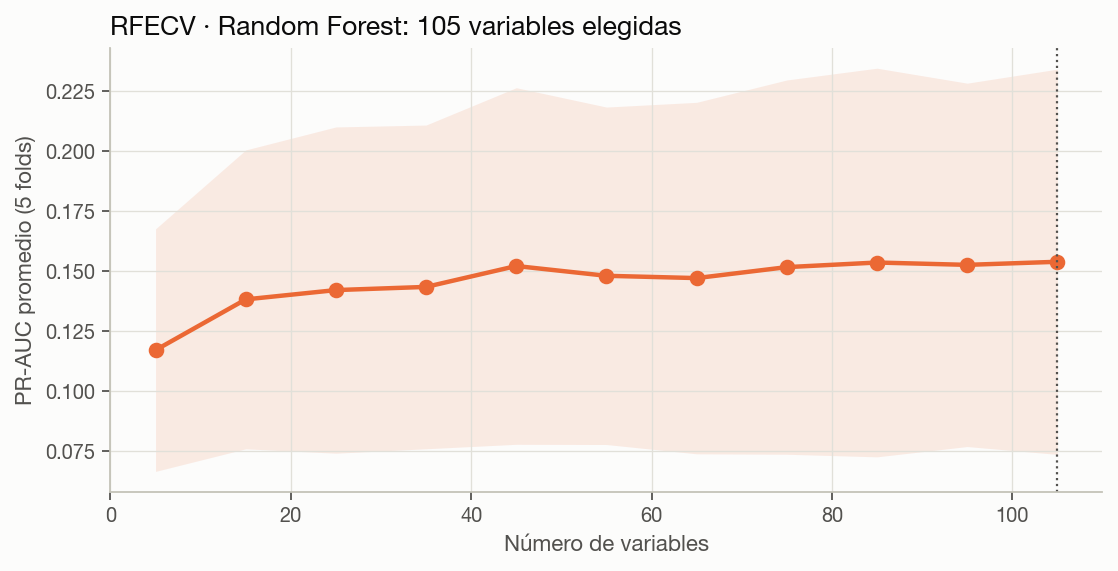 RFECV · Random Forest: 105 variables elegidas
PR-AUC promedio (5 folds)
0.225
0.200
0.175
0.150
0.125
0.100
0.075
0 20 40 60 80 100
Número de variables